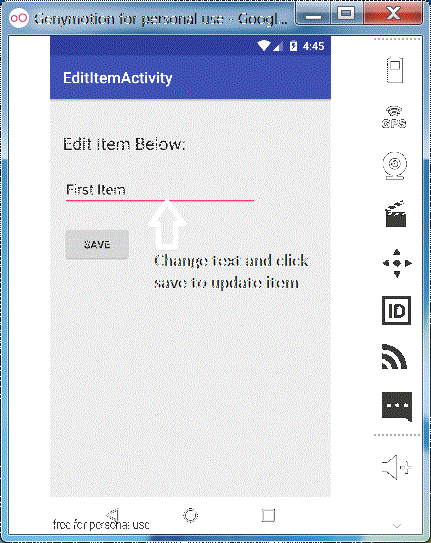 Genymotion for personal use - Googl...
4:45
EditItemActivity
Edit Item Below:
First Item
SAVE
Change text and click
save to update item
GPS
ID
free for personal use